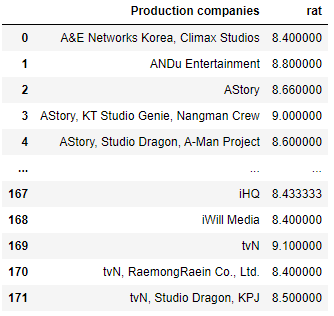 Production companies rat
0 A&E Networks Korea, Climax Studios 8.400000
1 ANDu Entertainment 8.800000
2 AStory 8.660000
3 AStory, KT Studio Genie, Nangman Crew 9.000000
4 AStory, Studio Dragon, A-Man Project 8.600000
... ... ...
167 iHQ 8.433333
168 iWill Media 8.400000
169 tvN 9.100000
170 tvN, RaemongRaein Co., Ltd. 8.400000
171 tvN, Studio Dragon, KPJ 8.500000